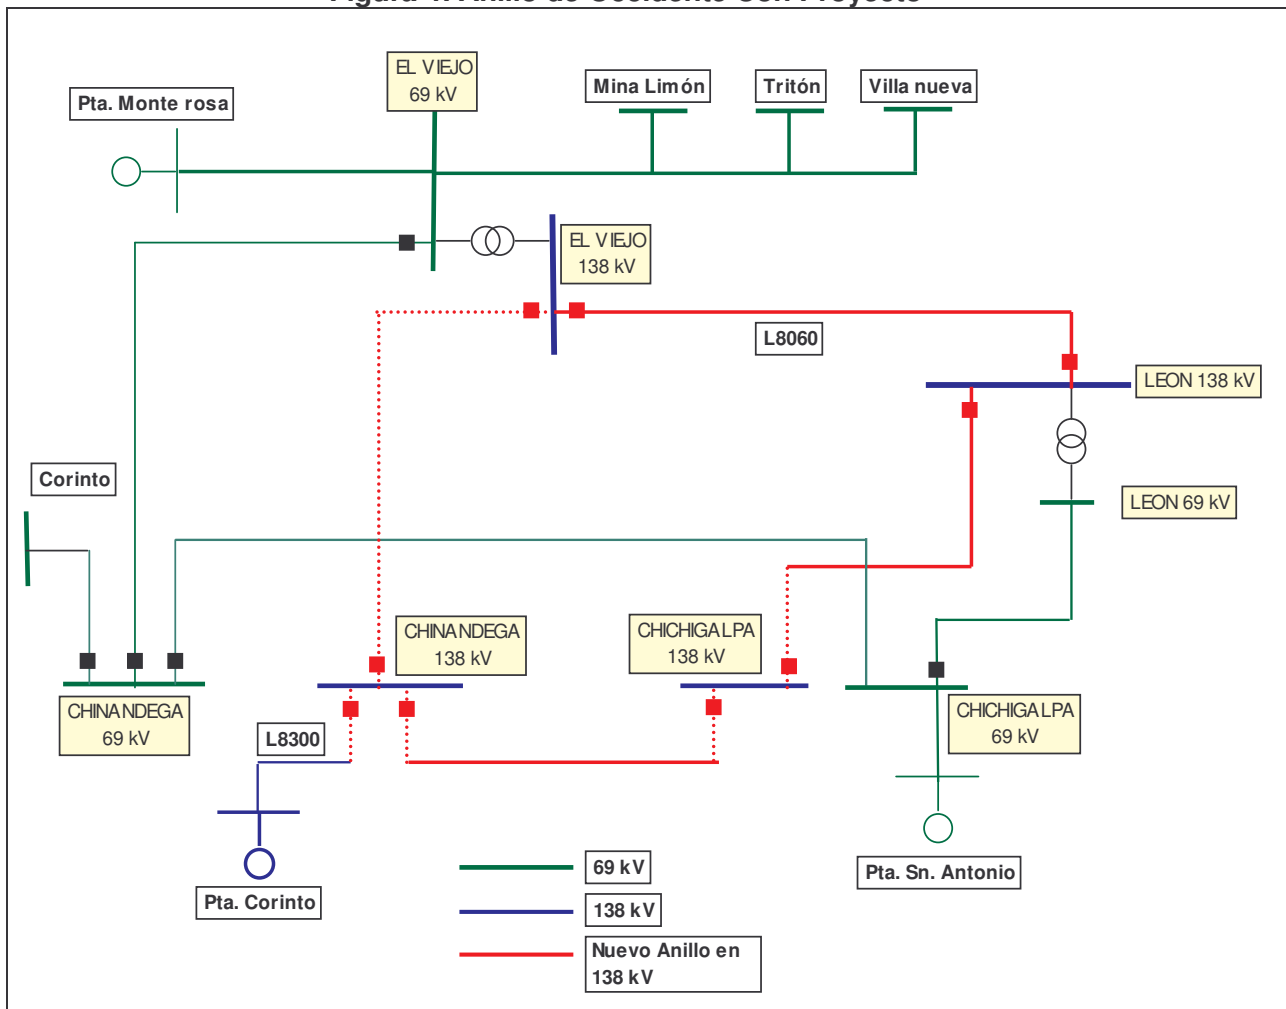 EL VIEJO
69 kV
Pta. Monte rosa
Mina Limón
Tritón
Villa nueva
EL VIEJO
138 kV
L8060
LEON 138 kV
Corinto
LEON 69 kV
CHINANDEGA
138 kV
CHICHIGALPA
138 kV
CHINANDEGA
69 kV
L8300
CHICHIGALPA
69 kV
Pta. Corinto
Pta. Sn. Antonio
69 kV
138 kV
Nuevo Anillo en
138 kV